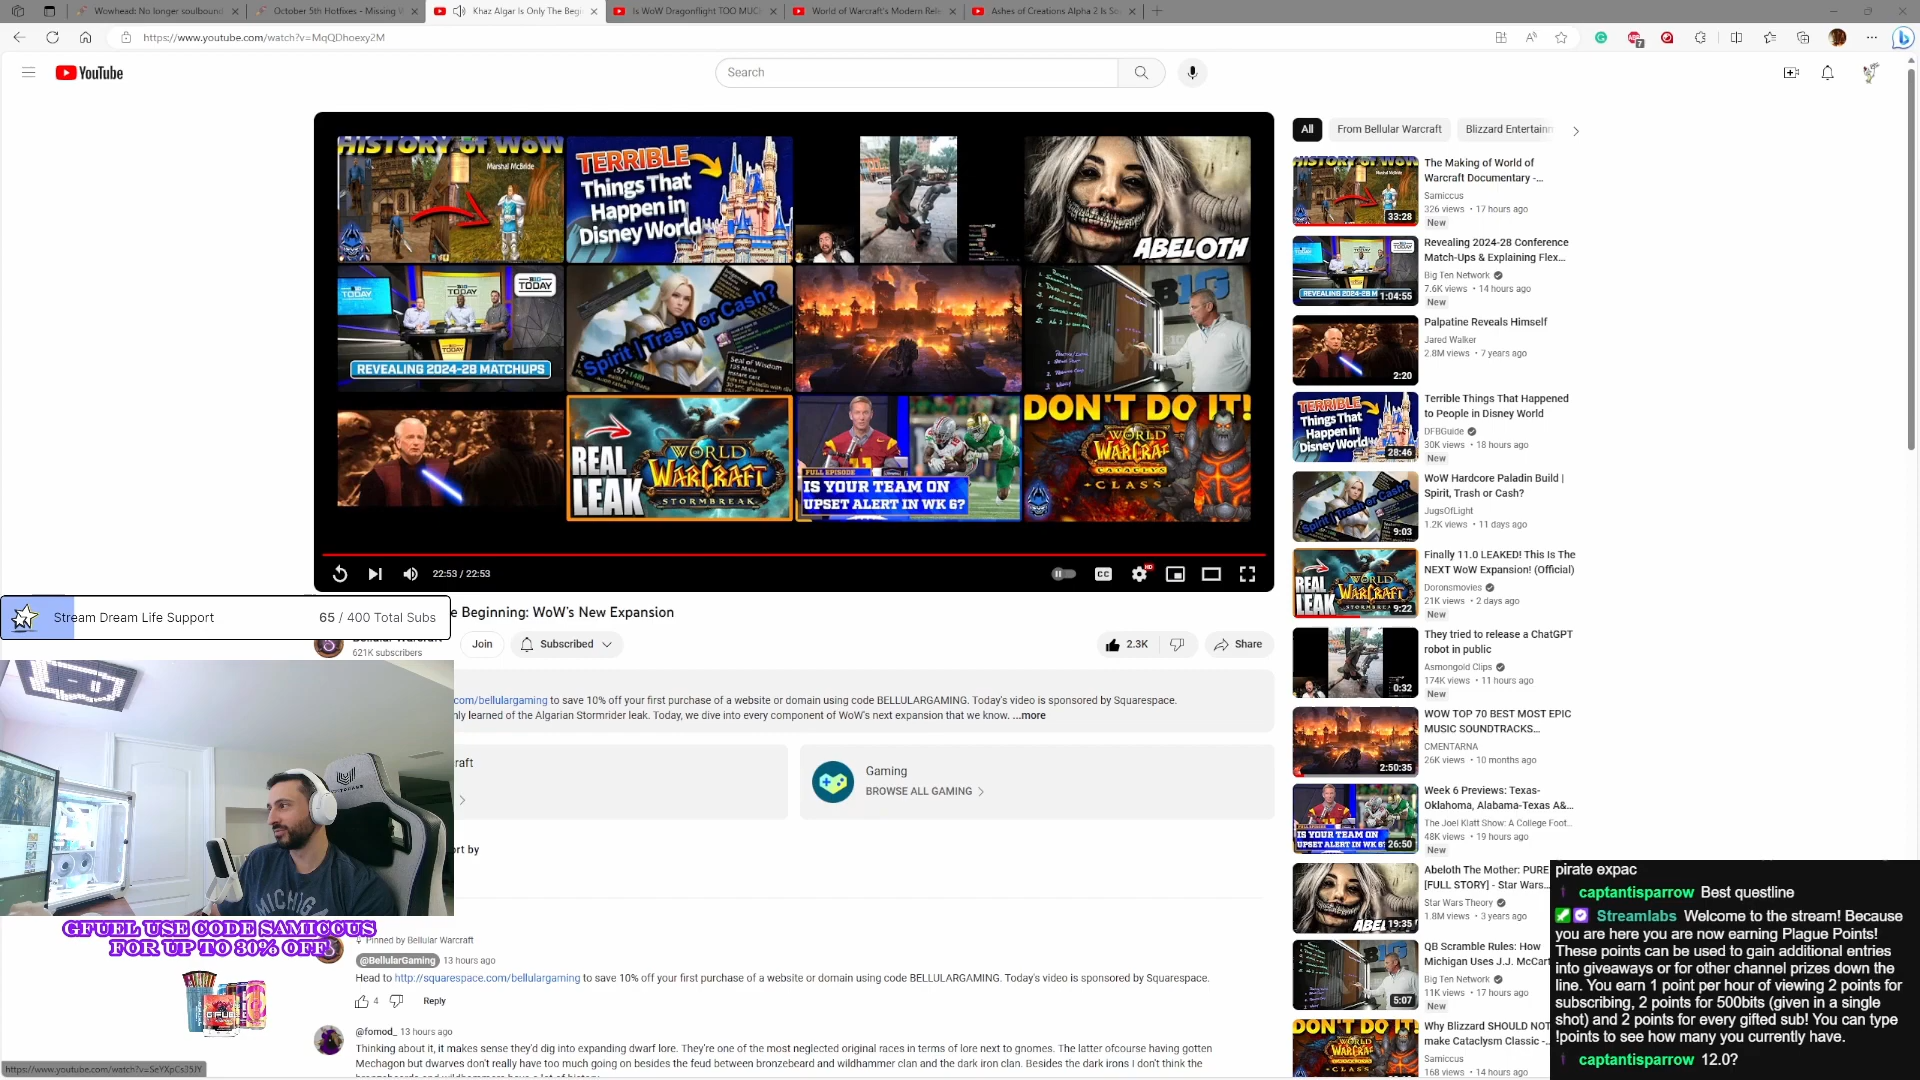 Wowhead: No longer soulbound
October 5th Hotfixes - Missing
Khaz Algar Is Only The Begi
Is WoW Dragonflight TOO MUC
World of Warcraft's Modern Rel
Ashes of Creations Alpha 2 Is S
https://www.youtube.com/watch?v=MqQDhoexy2M
YouTube
Search
HISTORY OF WOW
Marshal McBride
TERRIBLE
Things That
Happen in
Disney World
ABELOTH
TODAY
B1G TODAY
TODAY
REVEALING 2024-28 MATCHUPS
Spirit | Trash or Cash?
Seal of Wisdom
B1G
REAL
LEAK
WORLD
WARCRAFT
STORMBREAK
FULL EPISODE
IS YOUR TEAM ON
UPSET ALERT IN WK 6?
DON'T DO IT!
WORLD
WARCRAFT
CATACLYSM
CLASS
22:53 / 22:53
CC
HD
e Beginning: WoW's New Expansion
Stream Dream Life Support
65 / 400 Total Subs
621K subscribers
Join
Subscribed
2.3K
Share
com/bellulargaming to save 10% off your first purchase of a website or domain using code BELLULARGAMING. Today's video is sponsored by Squarespace.
nly learned of the Algarian Stormrider leak. Today, we dive into every component of WoW's next expansion that we know. ...more
raft
Gaming
BROWSE ALL GAMING
ort by
MICHIGAN
GFUEL USE CODE SAMICCUS
FOR UP TO 30% OFF
GFUEL
Pinned by Bellular Warcraft
@BellularGaming 13 hours ago
Head to http://squarespace.com/bellulargaming to save 10% off your first purchase of a website or domain using code BELLULARGAMING. Today's video is sponsored by Squarespace.
4
Reply
@fomod_ 13 hours ago
Thinking about it, it makes sense they'd dig into expanding dwarf lore. They're one of the most neglected original races in terms of lore next to gnomes. The latter ofcourse having gotten
Mechagon but dwarves don't really have too much going on besides the feud between bronzebeard and wildhammer clan and the dark iron clan. Besides the dark irons I don't think the
https://www.youtube.com/watch?v=SeYXpCs35JY
All
From Bellular Warcraft
Blizzard Entertainm
The Making of World of
Warcraft Documentary -...
Samiccus
326 views • 17 hours ago
New
33:28
Revealing 2024-28 Conference
Match-Ups & Explaining Flex...
Big Ten Network
7.6K views • 14 hours ago
New
1:04:55
Palpatine Reveals Himself
Jared Walker
2.8M views • 7 years ago
2:20
Terrible Things That Happened
to People in Disney World
DFBGuide
30K views • 18 hours ago
New
28:46
WoW Hardcore Paladin Build |
Spirit, Trash or Cash?
JugsOfLight
1.2K views • 11 days ago
9:03
Finally 11.0 LEAKED! This Is The
NEXT WoW Expansion! (Official)
Doronsmovies
21K views • 2 days ago
New
9:22
They tried to release a ChatGPT
robot in public
Asmongold Clips
174K views • 11 hours ago
New
0:32
WOW TOP 70 BEST MOST EPIC
MUSIC SOUNDTRACKS...
CMENTARNA
26K views • 10 months ago
2:50:35
Week 6 Previews: Texas-
Oklahoma, Alabama-Texas A&...
The Joel Klatt Show: A College Foot...
48K views • 19 hours ago
New
26:50
Abeloth The Mother: PURE
[FULL STORY] - Star Wars...
Star Wars Theory
1.8M views • 3 years ago
19:35
QB Scramble Rules: How
Michigan Uses J.J. McCart
Big Ten Network
11K views • 17 hours ago
New
5:07
Why Blizzard SHOULD NOT
make Cataclysm Classic -...
Samiccus
168 views • 14 hours ago
pirate expac
captantisparrow Best questline
Streamlabs Welcome to the stream! Because
you are here you are now earning Plague Points!
These points can be used to gain additional entries
into giveaways or for other channel prizes down the
line. You earn 1 point per hour of viewing 2 points for
subscribing, 2 points for 500bits (given in a single
shot) and 2 points for every gifted sub! You can type
!points to see how many you currently have.
captantisparrow 12.0?